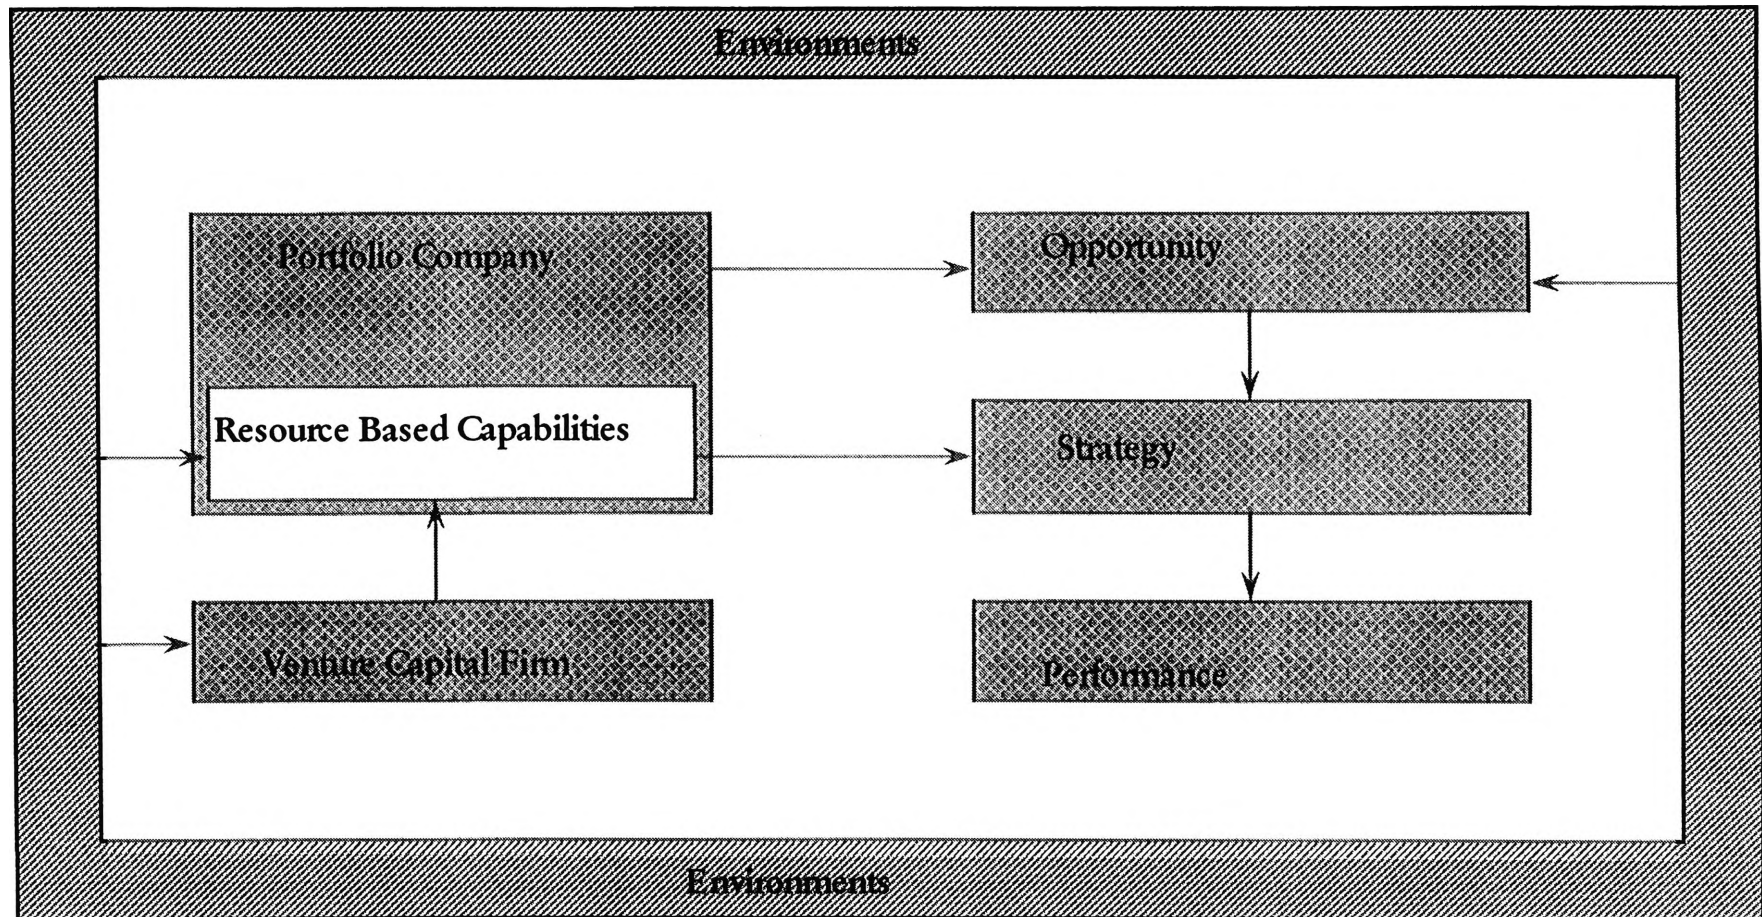 Environments
Portfolio Company
Opportunity
Resource Based Capabilities
Strategy
Venture Capital Firm
Performance
Environments